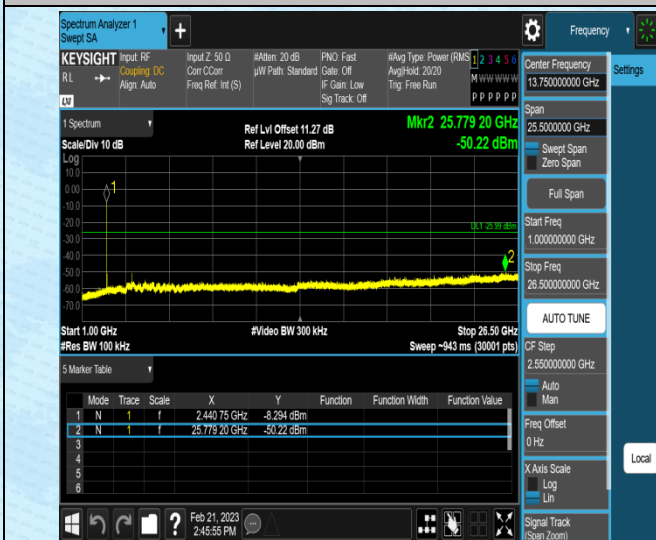 Spectrum Analyzer 1
Swept SA
Frequency
KEYSIGHT
RL
LXI
Input: RF
Coupling: DC
Align: Auto
Input Z: 50 Ω
Corr CCorr
Freq Ref: Int (S)
#Atten: 20 dB
µW Path: Standard
PNO: Fast
Gate: Off
IF Gain: Low
Sig Track: Off
#Avg Type: Power (RMS
Avg|Hold: 20/20
Trig: Free Run
1 2 3 4 5 6
M W W W W W
P P P P P P
1 Spectrum
Scale/Div 10 dB
Ref Lvl Offset 11.27 dB
Ref Level 20.00 dBm
Mkr2 25.779 20 GHz
-50.22 dBm
Log
10.0
0.00
-10.0
-20.0
-30.0
-40.0
-50.0
-60.0
-70.0
1
DL1 -25.99 dBm
2
Start 1.00 GHz
#Res BW 100 kHz
#Video BW 300 kHz
Stop 26.50 GHz
Sweep ~943 ms (30001 pts)
5 Marker Table
Mode Trace Scale X Y Function Function Width Function Value
1 N 1 f 2.440 75 GHz -8.294 dBm
2 N 1 f 25.779 20 GHz -50.22 dBm
3
4
5
6
Feb 21, 2023
2:45:55 PM
Center Frequency
13.75000000 GHz
Settings
Span
25.5000000 GHz
Swept Span
Zero Span
Full Span
Start Freq
1.000000000 GHz
Stop Freq
26.500000000 GHz
AUTO TUNE
CF Step
2.550000000 GHz
Auto
Man
Freq Offset
0 Hz
Local
X Axis Scale
Log
Lin
Signal Track
(Span Zoom)